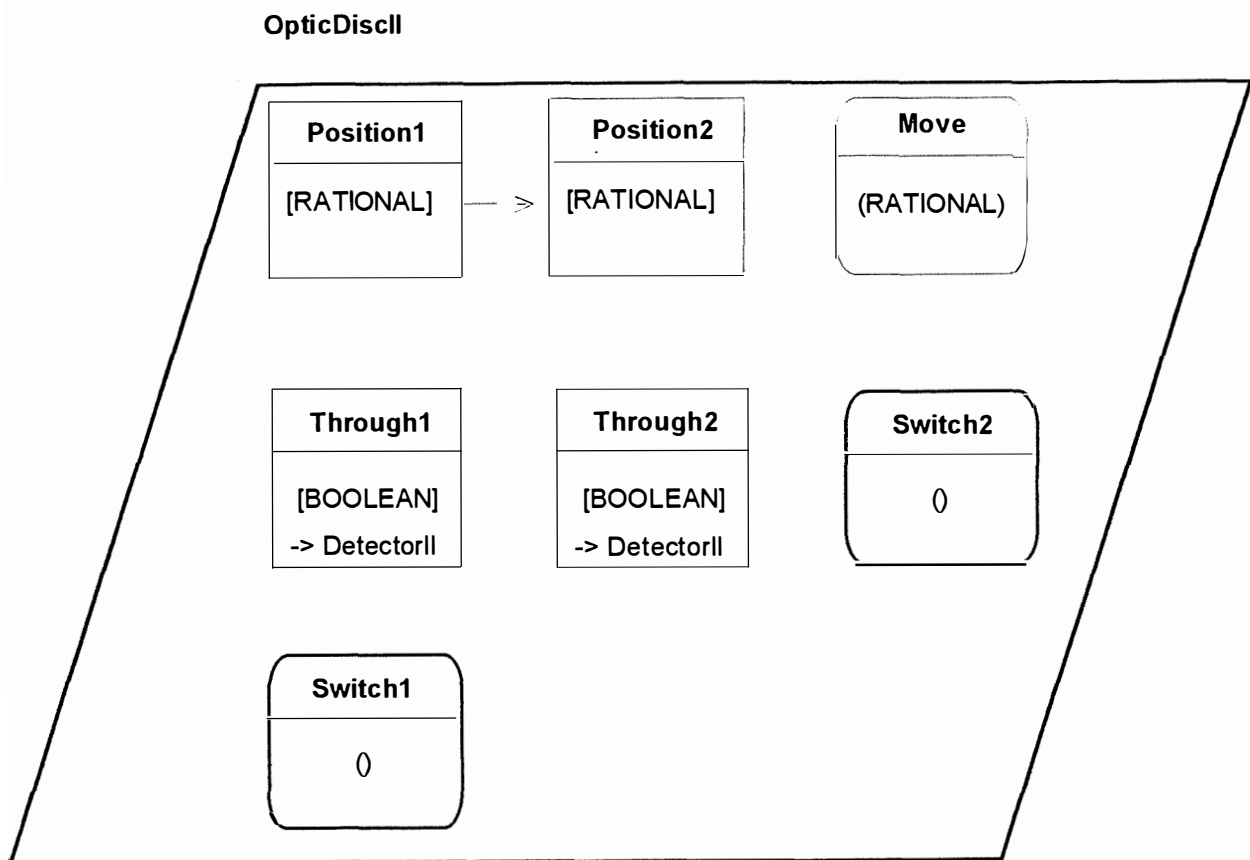 OpticDiscII
Position1
[RATIONAL]
Position2
[RATIONAL]
Move
(RATIONAL)
Through1
[BOOLEAN]
-> DetectorII
Through2
[BOOLEAN]
-> DetectorII
Switch2
()
Switch1
()